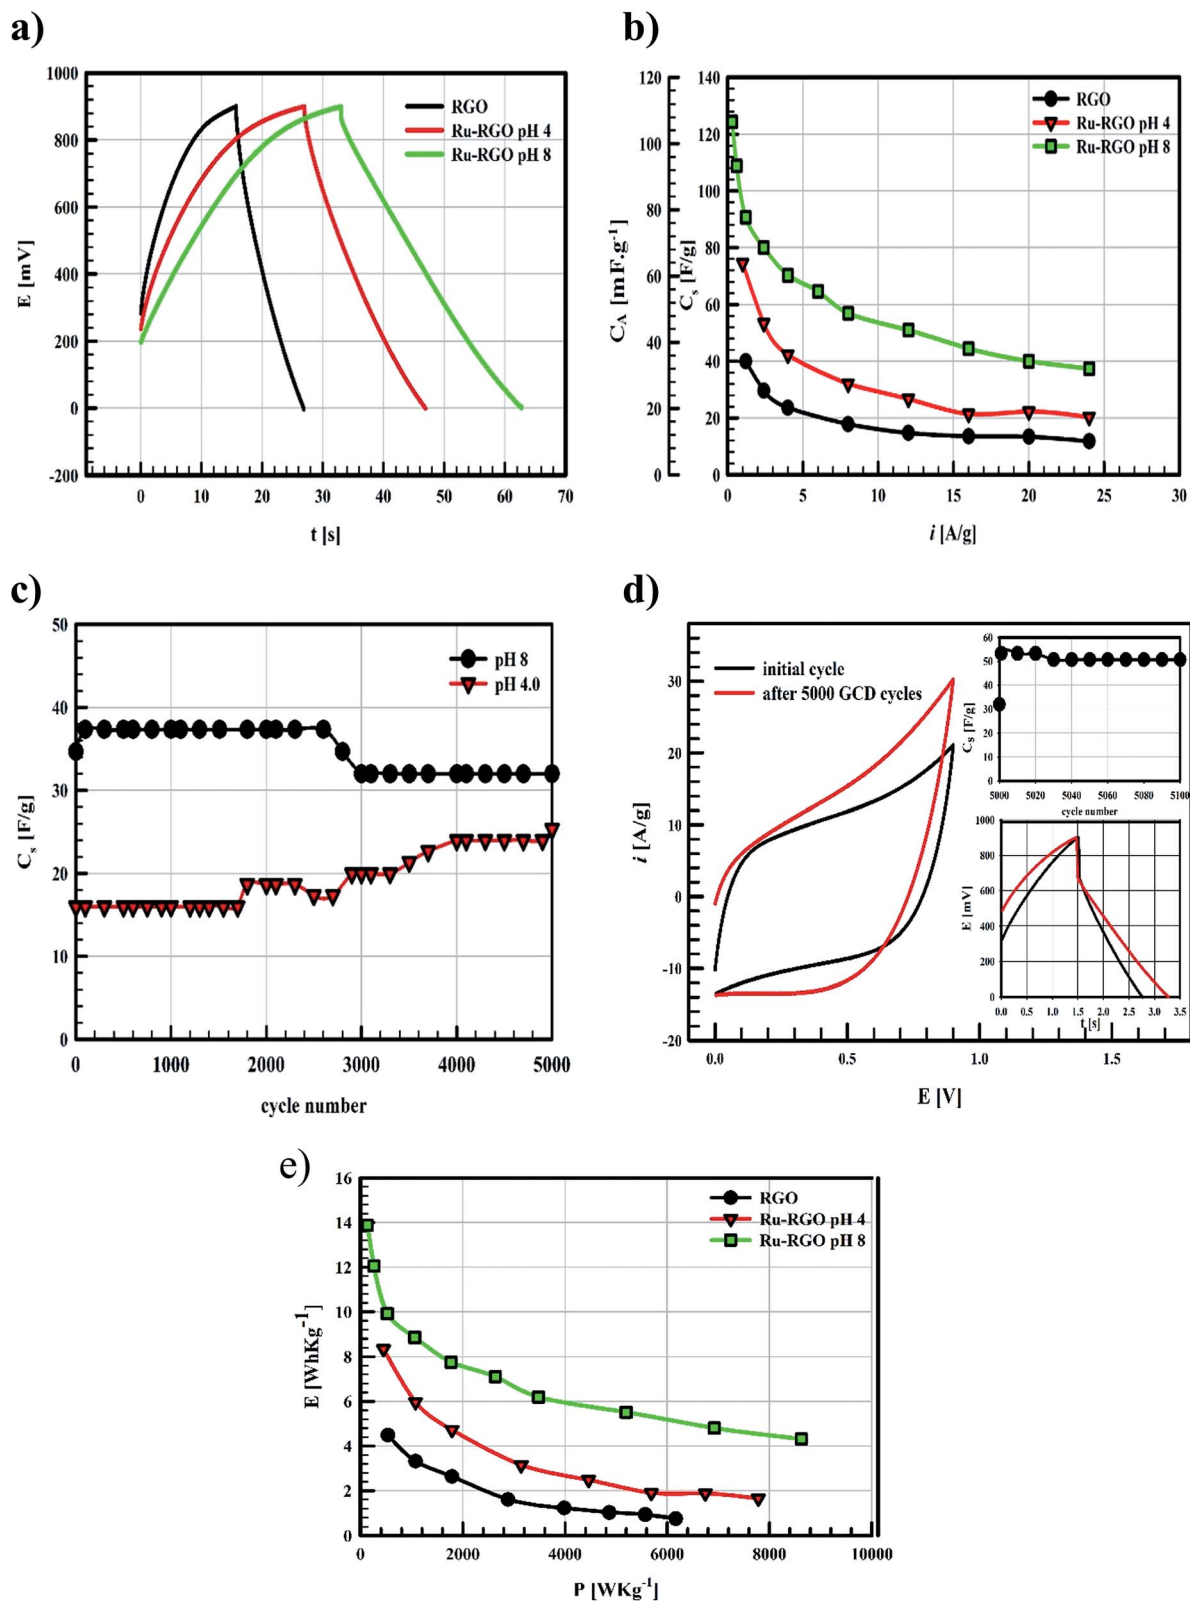 a)
1000
800
600
400
200
0
-200
E [mV]
0 10 20 30 40 50 60 70
t [s]
RGO
Ru-RGO pH 4
Ru-RGO pH 8
b)
120
100
80
60
40
20
0
C_A [mF.g⁻¹]
140
120
100
80
60
40
20
0
C_s [F/g]
0 5 10 15 20 25 30
i [A/g]
RGO
Ru-RGO pH 4
Ru-RGO pH 8
c)
50
40
30
20
10
0
C_s [F/g]
0 1000 2000 3000 4000 5000
cycle number
pH 8
pH 4.0
d)
30
20
10
0
-10
-20
i [A/g]
0.0 0.5 1.0 1.5
E [V]
initial cycle
after 5000 GCD cycles
60
50
40
30
20
10
0
C_s [F/g]
5000 5020 5040 5060 5080 5100
cycle number
1000
800
600
400
200
0
E [mV]
0.0 0.5 1.0 1.5 2.0 2.5 3.0 3.5
t [s]
e)
16
14
12
10
8
6
4
2
0
E [WhKg⁻¹]
0 2000 4000 6000 8000 10000
P [WKg⁻¹]
RGO
Ru-RGO pH 4
Ru-RGO pH 8